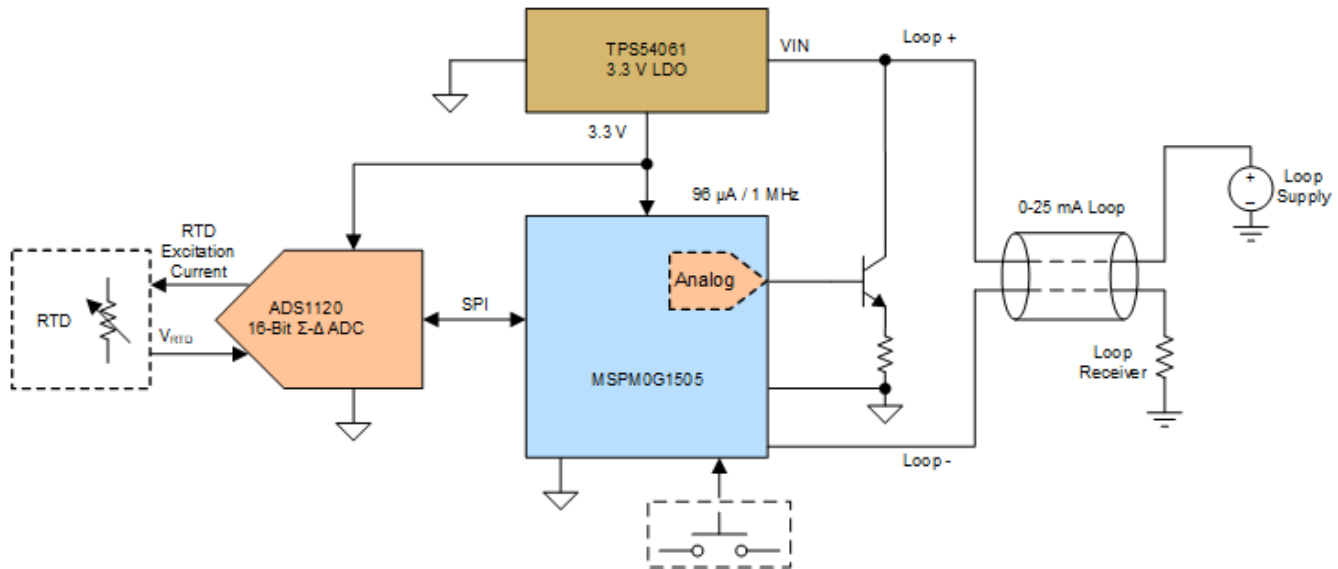 TPS54061
3.3 V LDO
VIN
Loop +
3.3 V
96 µA / 1 MHz
0-25 mA Loop
+
−
Loop
Supply
RTD
Excitation
Current
RTD
VRTD
ADS1120
16-Bit Σ-Δ ADC
SPI
Analog
MSPM0G1505
Loop
Receiver
Loop -